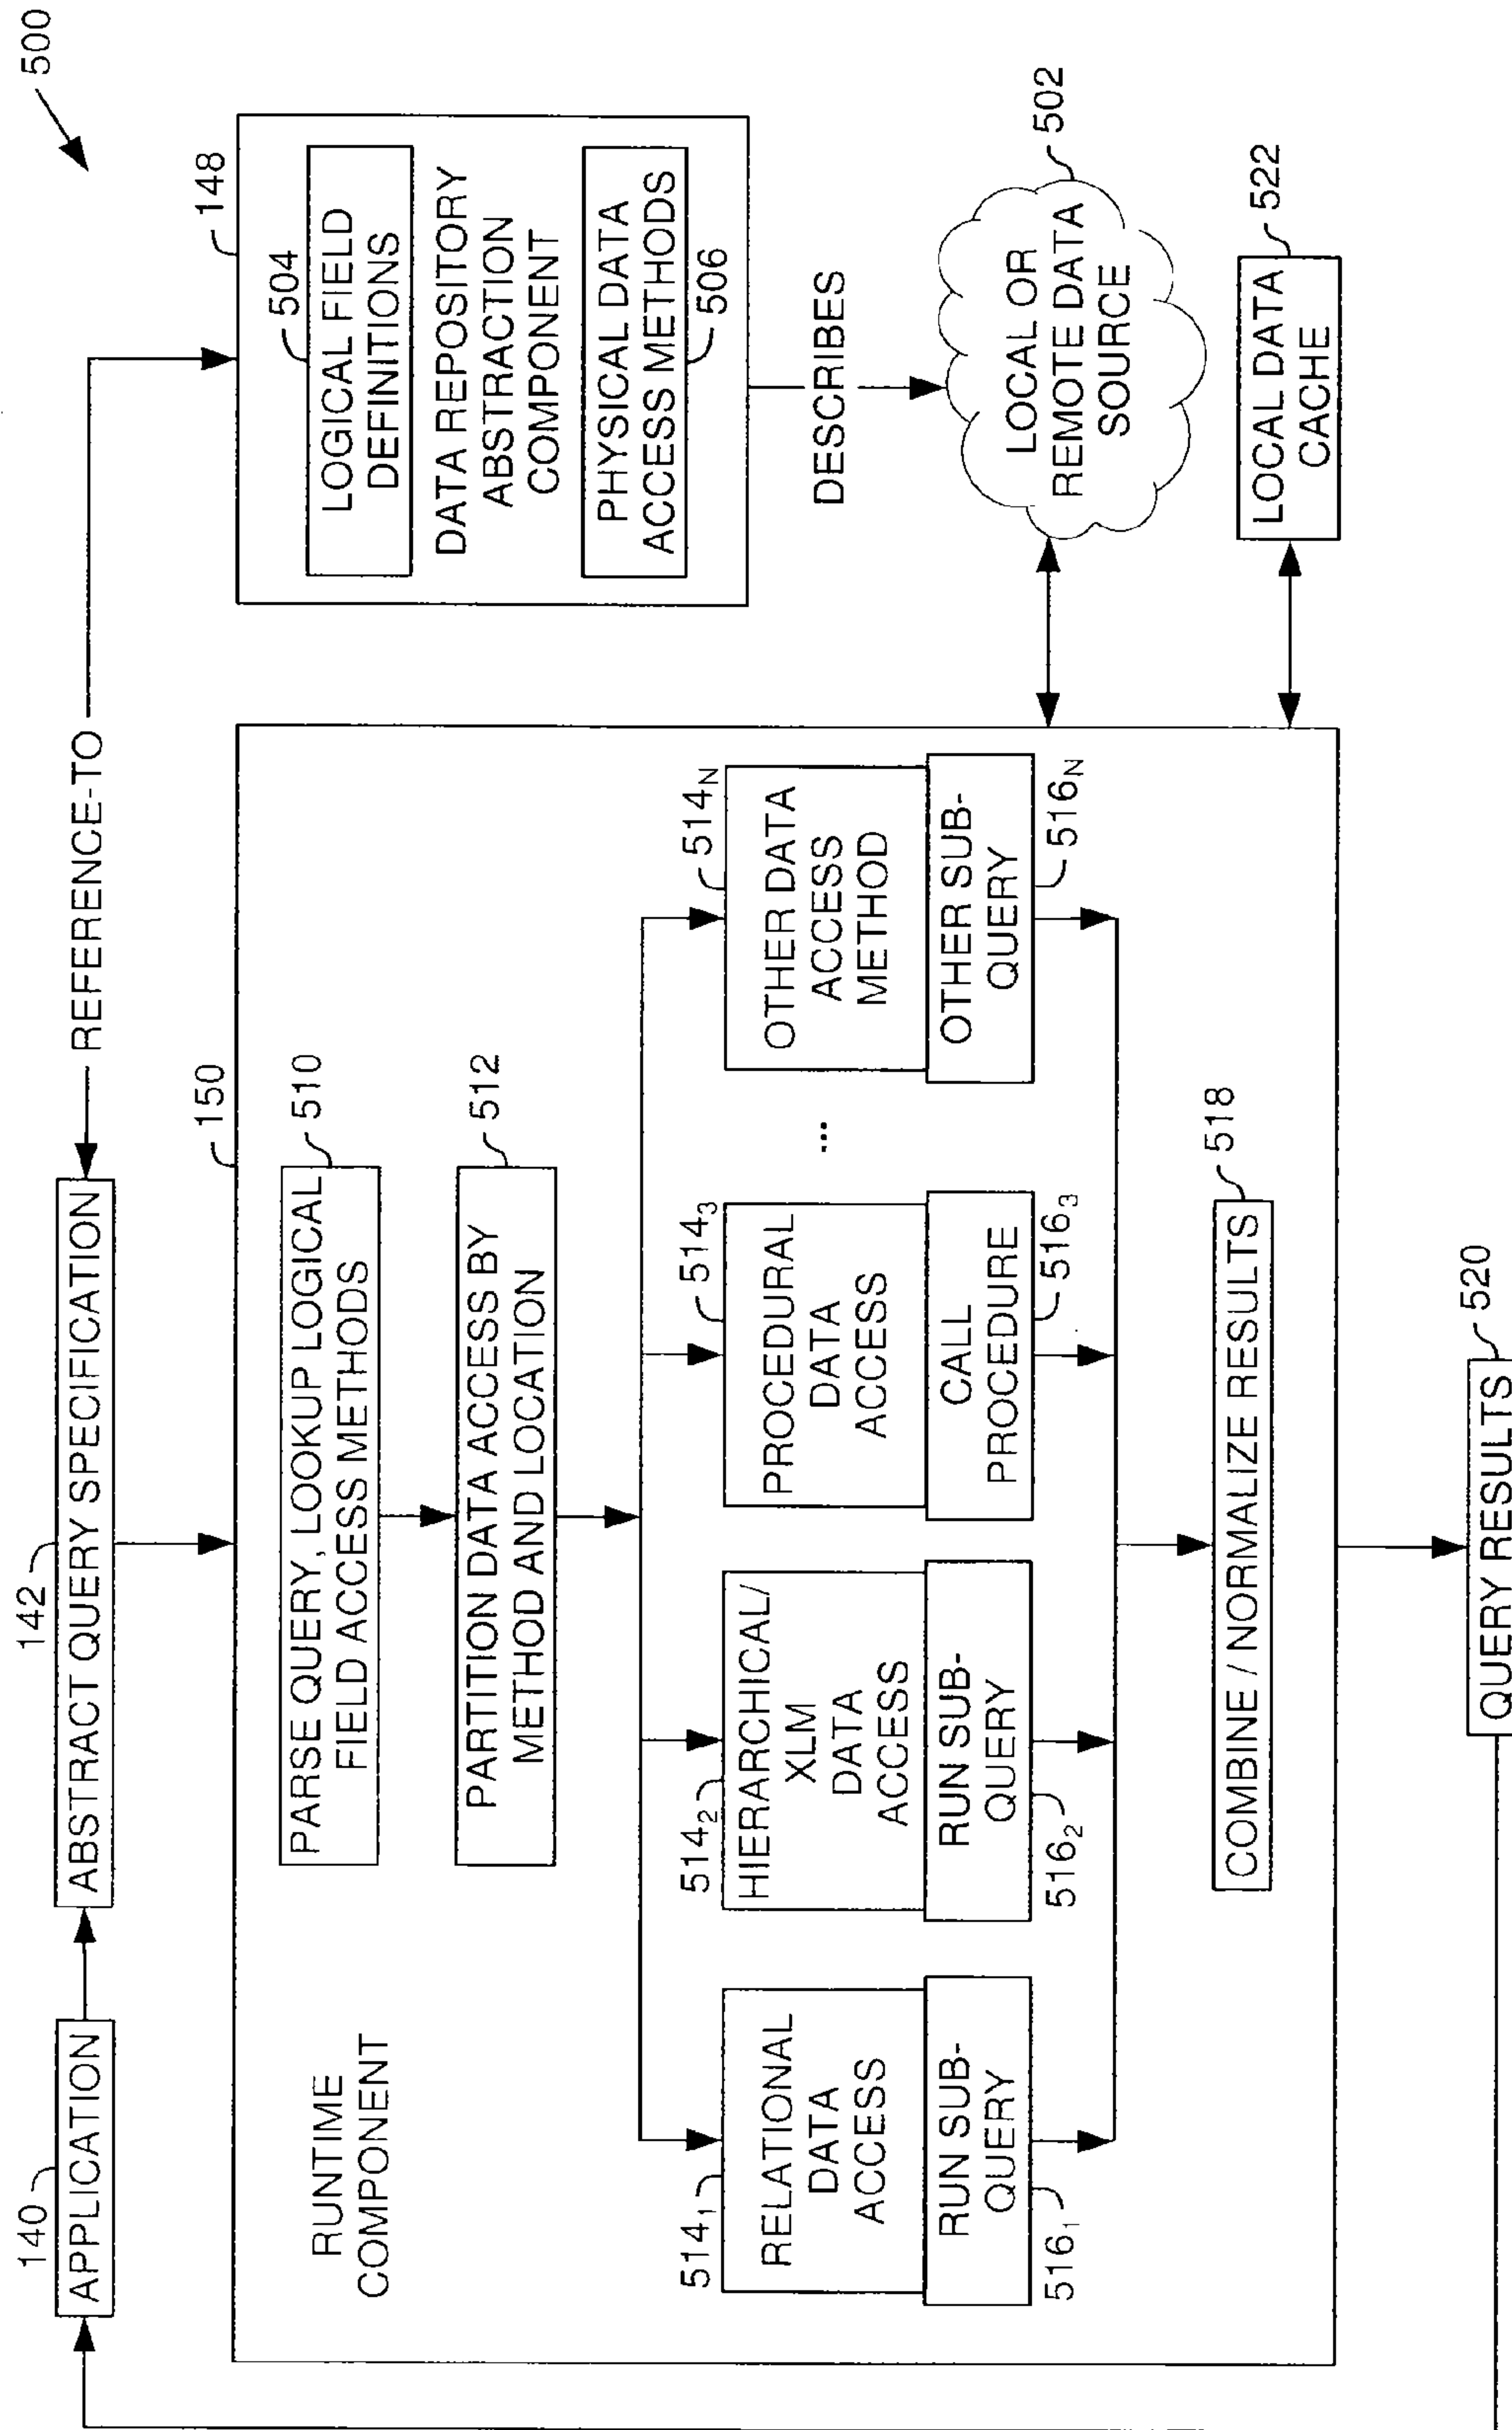 500
140
APPLICATION
142
ABSTRACT QUERY SPECIFICATION
REFERENCE-TO
148
504
LOGICAL FIELD
DEFINITIONS
DATA REPOSITORY
ABSTRACTION
COMPONENT
PHYSICAL DATA
ACCESS METHODS
506
DESCRIBES
502
LOCAL OR
REMOTE DATA
SOURCE
522
LOCAL DATA
CACHE
150
RUNTIME
COMPONENT
PARSE QUERY, LOOKUP LOGICAL
FIELD ACCESS METHODS
510
PARTITION DATA ACCESS BY
METHOD AND LOCATION
512
514₁
RELATIONAL
DATA
ACCESS
RUN SUB-
QUERY
516₁
514₂
HIERARCHICAL/
XLM
DATA
ACCESS
RUN SUB-
QUERY
516₂
514₃
PROCEDURAL
DATA
ACCESS
CALL
PROCEDURE
516₃
...
514N
OTHER DATA
ACCESS
METHOD
OTHER SUB-
QUERY
516N
COMBINE / NORMALIZE RESULTS
518
QUERY RESULTS
520